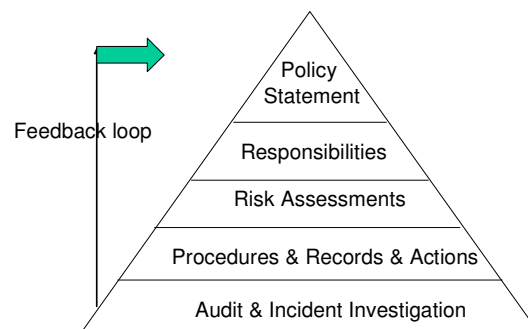 Policy
Statement
Feedback loop
Responsibilities
Risk Assessments
Procedures & Records & Actions
Audit & Incident Investigation